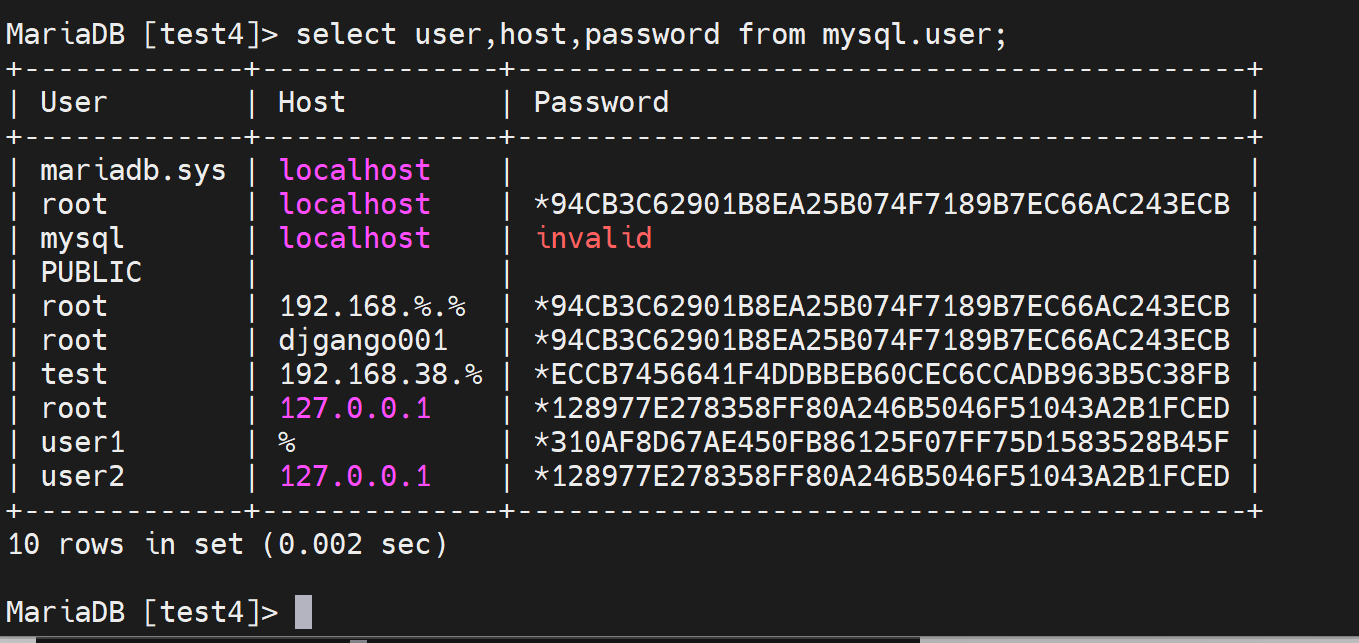 MariaDB [test4]> select user,host,password from mysql.user;
+-------------+--------------+-------------------------------------------+
| User        | Host         | Password                                  |
+-------------+--------------+-------------------------------------------+
| mariadb.sys | localhost    |                                           |
| root        | localhost    | *94CB3C62901B8EA25B074F7189B7EC66AC243ECB |
| mysql       | localhost    | invalid                                   |
| PUBLIC      |              |                                           |
| root        | 192.168.%.%  | *94CB3C62901B8EA25B074F7189B7EC66AC243ECB |
| root        | djgango001   | *94CB3C62901B8EA25B074F7189B7EC66AC243ECB |
| test        | 192.168.38.% | *ECCB7456641F4DDBBEB60CEC6CCADB963B5C38FB |
| root        | 127.0.0.1    | *128977E278358FF80A246B5046F51043A2B1FCED |
| user1       | %            | *310AF8D67AE450FB86125F07FF75D1583528B45F |
| user2       | 127.0.0.1    | *128977E278358FF80A246B5046F51043A2B1FCED |
+-------------+--------------+-------------------------------------------+
10 rows in set (0.002 sec)
MariaDB [test4]>